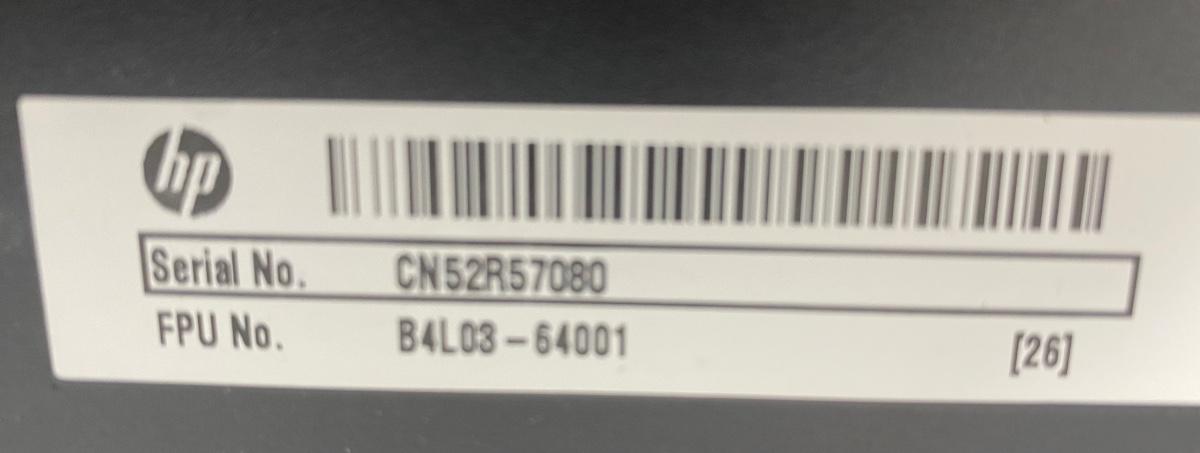 hp
Serial No. CN52R57080
FPU No. B4L03-64001 [26]